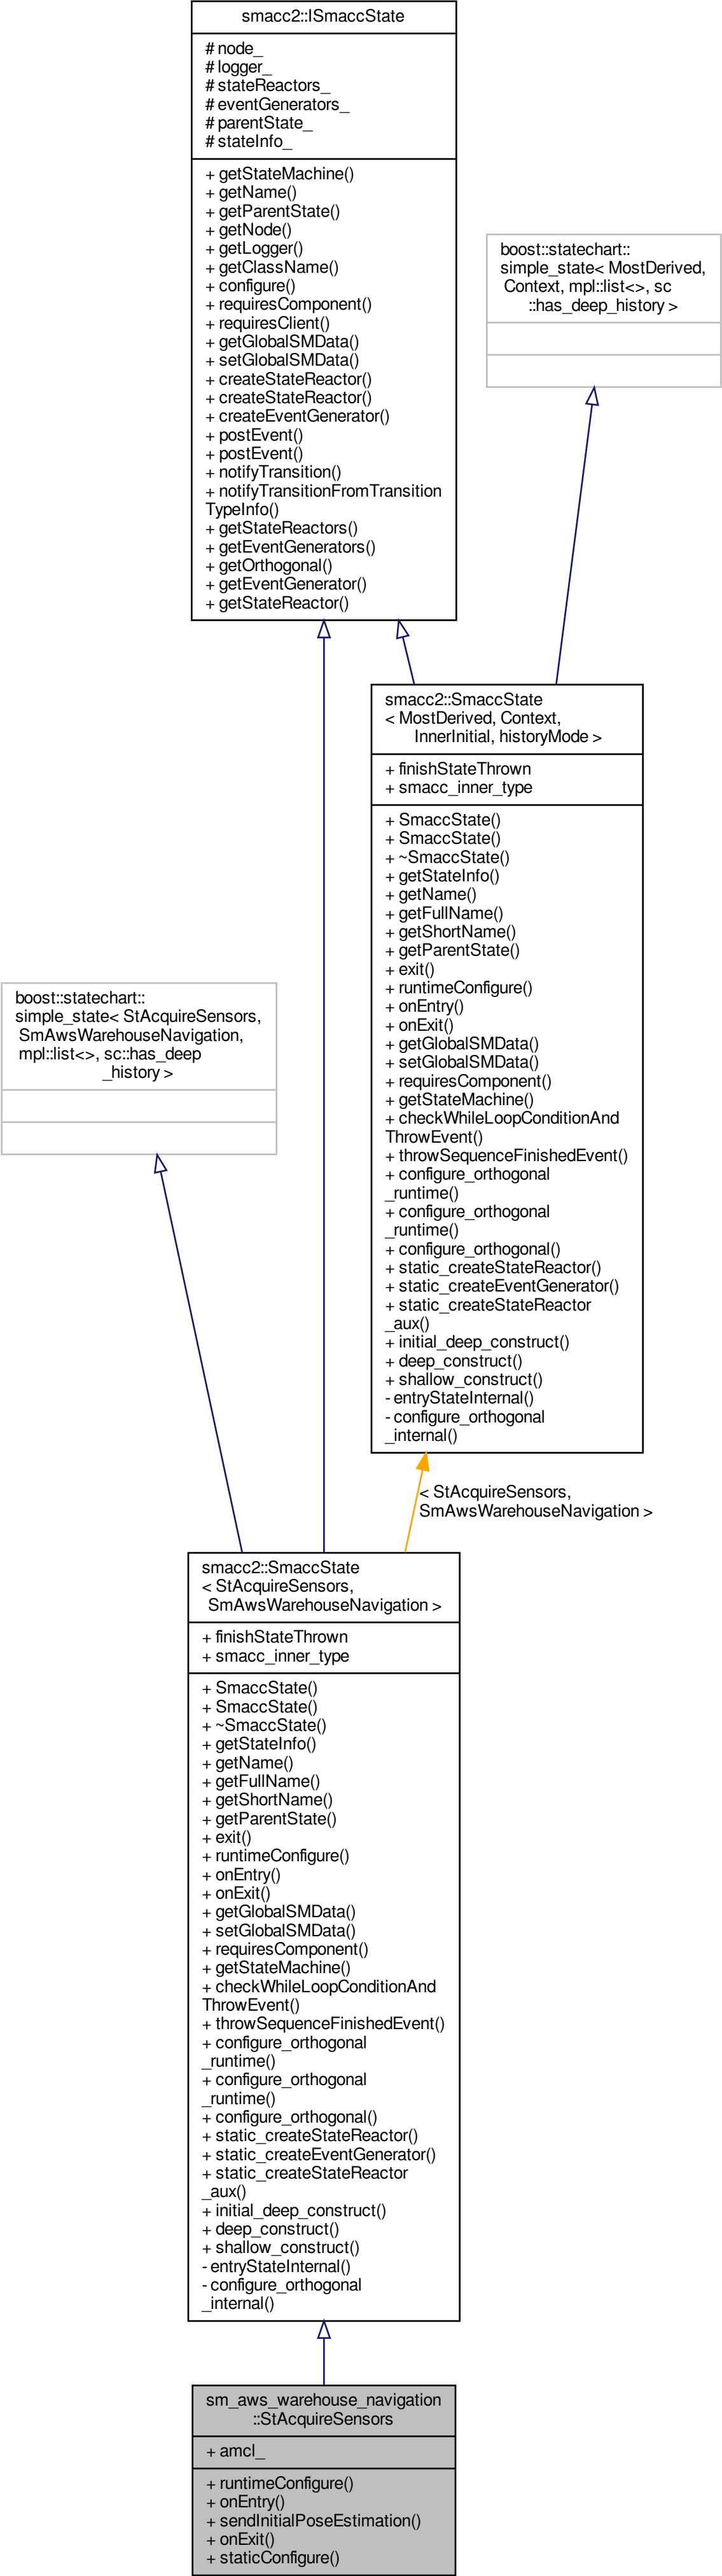 smacc2::ISmaccState
# node_
# logger_
# stateReactors_
# eventGenerators_
# parentState_
# stateInfo_
+ getStateMachine()
+ getName()
+ getParentState()
+ getNode()
+ getLogger()
+ getClassName()
+ configure()
+ requiresComponent()
+ requiresClient()
+ getGlobalSMData()
+ setGlobalSMData()
+ createStateReactor()
+ createStateReactor()
+ createEventGenerator()
+ postEvent()
+ postEvent()
+ notifyTransition()
+ notifyTransitionFromTransition
TypeInfo()
+ getStateReactors()
+ getEventGenerators()
+ getOrthogonal()
+ getEventGenerator()
+ getStateReactor()
boost::statechart::
simple_state< MostDerived,
Context, mpl::list<>, sc
::has_deep_history >
smacc2::SmaccState
< MostDerived, Context,
InnerInitial, historyMode >
+ finishStateThrown
+ smacc_inner_type
+ SmaccState()
+ SmaccState()
+ ~SmaccState()
+ getStateInfo()
+ getName()
+ getFullName()
+ getShortName()
+ getParentState()
+ exit()
+ runtimeConfigure()
+ onEntry()
+ onExit()
+ getGlobalSMData()
+ setGlobalSMData()
+ requiresComponent()
+ getStateMachine()
+ checkWhileLoopConditionAnd
ThrowEvent()
+ throwSequenceFinishedEvent()
+ configure_orthogonal
_runtime()
+ configure_orthogonal
_runtime()
+ configure_orthogonal()
+ static_createStateReactor()
+ static_createEventGenerator()
+ static_createStateReactor
_aux()
+ initial_deep_construct()
+ deep_construct()
+ shallow_construct()
- entryStateInternal()
- configure_orthogonal
_internal()
boost::statechart::
simple_state< StAcquireSensors,
SmAwsWarehouseNavigation,
mpl::list<>, sc::has_deep
_history >
< StAcquireSensors,
SmAwsWarehouseNavigation >
smacc2::SmaccState
< StAcquireSensors,
SmAwsWarehouseNavigation >
+ finishStateThrown
+ smacc_inner_type
+ SmaccState()
+ SmaccState()
+ ~SmaccState()
+ getStateInfo()
+ getName()
+ getFullName()
+ getShortName()
+ getParentState()
+ exit()
+ runtimeConfigure()
+ onEntry()
+ onExit()
+ getGlobalSMData()
+ setGlobalSMData()
+ requiresComponent()
+ getStateMachine()
+ checkWhileLoopConditionAnd
ThrowEvent()
+ throwSequenceFinishedEvent()
+ configure_orthogonal
_runtime()
+ configure_orthogonal
_runtime()
+ configure_orthogonal()
+ static_createStateReactor()
+ static_createEventGenerator()
+ static_createStateReactor
_aux()
+ initial_deep_construct()
+ deep_construct()
+ shallow_construct()
- entryStateInternal()
- configure_orthogonal
_internal()
sm_aws_warehouse_navigation
::StAcquireSensors
+ amcl_
+ runtimeConfigure()
+ onEntry()
+ sendInitialPoseEstimation()
+ onExit()
+ staticConfigure()